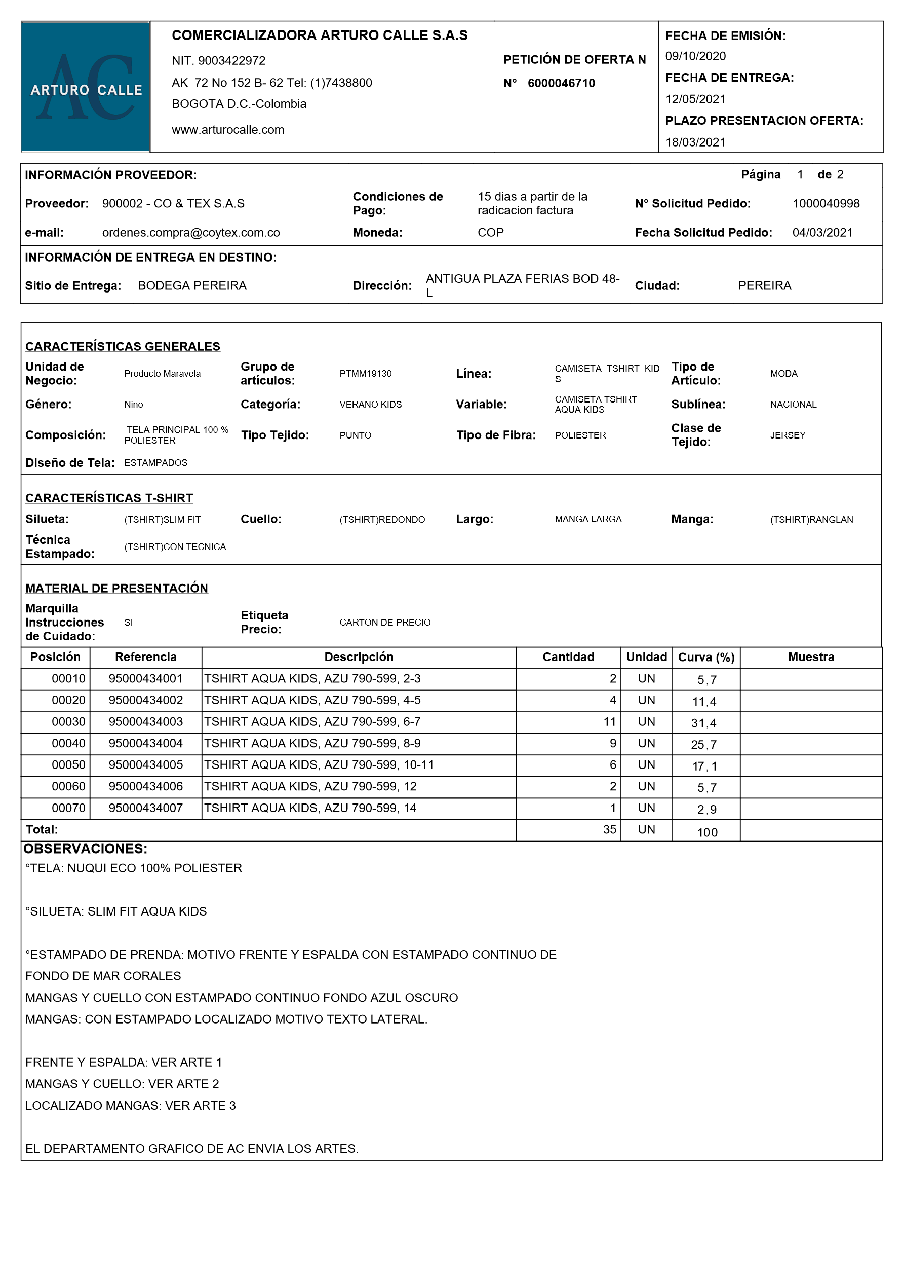 ARTURO CALLE
COMERCIALIZADORA ARTURO CALLE S.A.S
NIT. 9003422972
AK 72 No 152 B- 62 Tel: (1)7438800
BOGOTA D.C.-Colombia
www.arturocalle.com
PETICIÓN DE OFERTA N
N° 6000046710
FECHA DE EMISIÓN:
09/10/2020
FECHA DE ENTREGA:
12/05/2021
PLAZO PRESENTACION OFERTA:
18/03/2021
INFORMACIÓN PROVEEDOR: Página 1 de 2
Proveedor: 900002 - CO & TEX S.A.S Condiciones de Pago: 15 dias a partir de la radicacion factura N° Solicitud Pedido: 1000040998
e-mail: ordenes.compra@coytex.com.co Moneda: COP Fecha Solicitud Pedido: 04/03/2021
INFORMACIÓN DE ENTREGA EN DESTINO:
Sitio de Entrega: BODEGA PEREIRA Dirección: ANTIGUA PLAZA FERIAS BOD 48-L Ciudad: PEREIRA
CARACTERÍSTICAS GENERALES
Unidad de Negocio: Producto Maravela Grupo de artículos: PTMM19130 Línea: CAMISETA TSHIRT KIDS Tipo de Artículo: MODA
Género: Nino Categoría: VERANO KIDS Variable: CAMISETA TSHIRT AQUA KIDS Sublínea: NACIONAL
Composición: TELA PRINCIPAL 100 % POLIESTER Tipo Tejido: PUNTO Tipo de Fibra: POLIESTER Clase de Tejido: JERSEY
Diseño de Tela: ESTAMPADOS
CARACTERÍSTICAS T-SHIRT
Silueta: (TSHIRT)SLIM FIT Cuello: (TSHIRT)REDONDO Largo: MANGA LARGA Manga: (TSHIRT)RANGLAN
Técnica Estampado: (TSHIRT)CON TECNICA
MATERIAL DE PRESENTACIÓN
Marquilla Instrucciones de Cuidado: SI Etiqueta Precio: CARTON DE PRECIO
Posición Referencia Descripción Cantidad Unidad Curva (%) Muestra
00010 95000434001 TSHIRT AQUA KIDS, AZU 790-599, 2-3 2 UN 5,7
00020 95000434002 TSHIRT AQUA KIDS, AZU 790-599, 4-5 4 UN 11,4
00030 95000434003 TSHIRT AQUA KIDS, AZU 790-599, 6-7 11 UN 31,4
00040 95000434004 TSHIRT AQUA KIDS, AZU 790-599, 8-9 9 UN 25,7
00050 95000434005 TSHIRT AQUA KIDS, AZU 790-599, 10-11 6 UN 17,1
00060 95000434006 TSHIRT AQUA KIDS, AZU 790-599, 12 2 UN 5,7
00070 95000434007 TSHIRT AQUA KIDS, AZU 790-599, 14 1 UN 2,9
Total: 35 UN 100
OBSERVACIONES:
°TELA: NUQUI ECO 100% POLIESTER
°SILUETA: SLIM FIT AQUA KIDS
°ESTAMPADO DE PRENDA: MOTIVO FRENTE Y ESPALDA CON ESTAMPADO CONTINUO DE
FONDO DE MAR CORALES
MANGAS Y CUELLO CON ESTAMPADO CONTINUO FONDO AZUL OSCURO
MANGAS: CON ESTAMPADO LOCALIZADO MOTIVO TEXTO LATERAL.
FRENTE Y ESPALDA: VER ARTE 1
MANGAS Y CUELLO: VER ARTE 2
LOCALIZADO MANGAS: VER ARTE 3
EL DEPARTAMENTO GRAFICO DE AC ENVIA LOS ARTES.